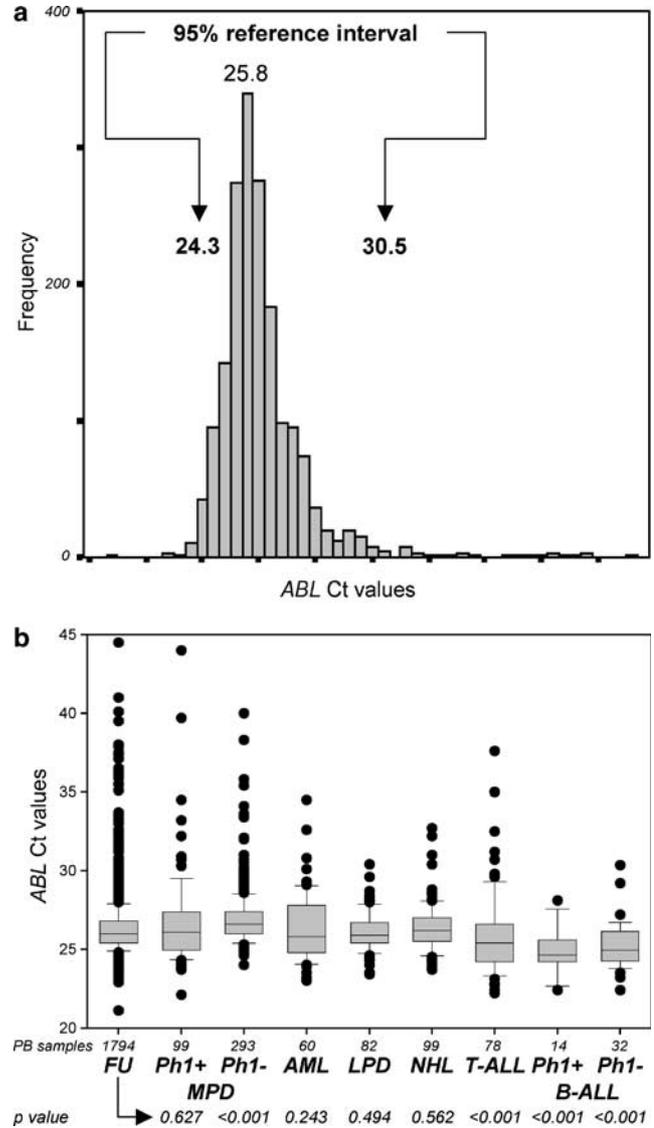 a
400
95% reference interval
25.8
24.3 30.5
Frequency
200
0
ABL Ct values
b
45
40
35
30
25
20
ABL Ct values
PB samples 1794 99 293 60 82 99 78 14 32
FU Ph1+ Ph1- AML LPD NHL T-ALL Ph1+ Ph1-
MPD B-ALL
p value 0.627 <0.001 0.243 0.494 0.562 <0.001 <0.001 <0.001